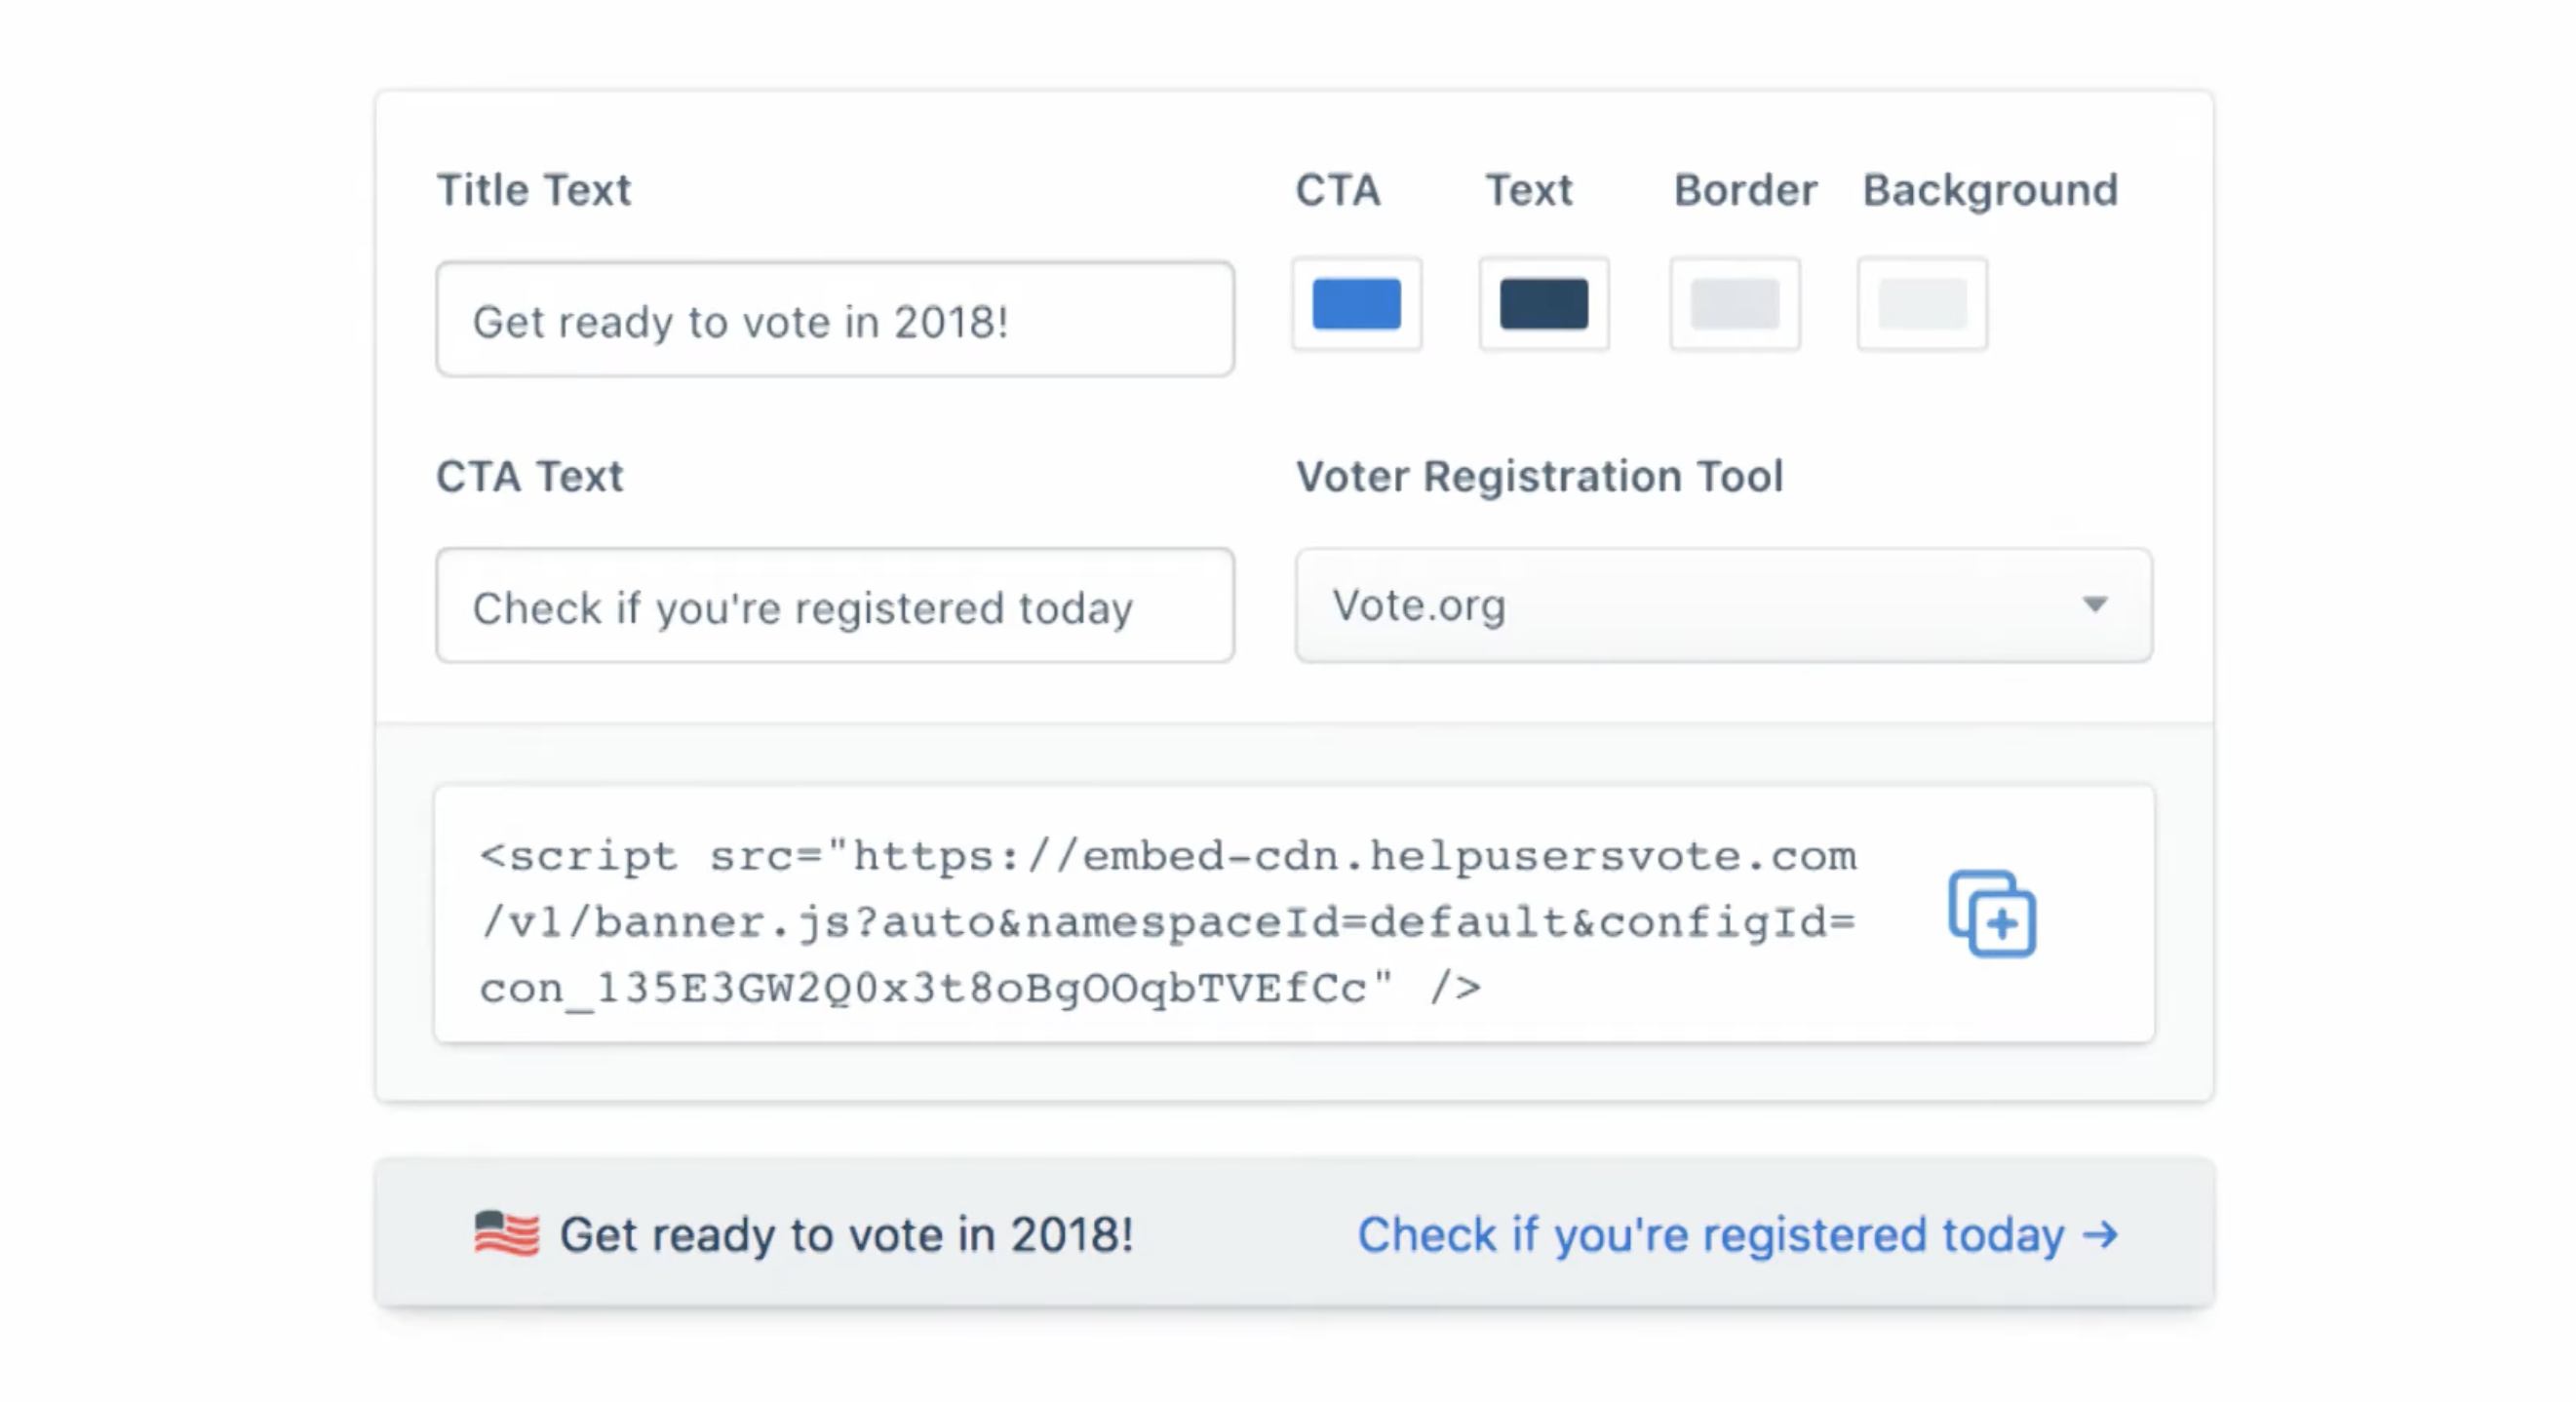 Title Text
CTA Text Border Background
Get ready to vote in 2018!
CTA Text
Voter Registration Tool
Check if you're registered today
Vote.org
<script src="https://embed-cdn.helpusersvote.com
/v1/banner.js?auto&namespaceId=default&configId=
con_135E3GW2Q0x3t8oBgOOqbTVEfCc" />
Get ready to vote in 2018!
Check if you're registered today →